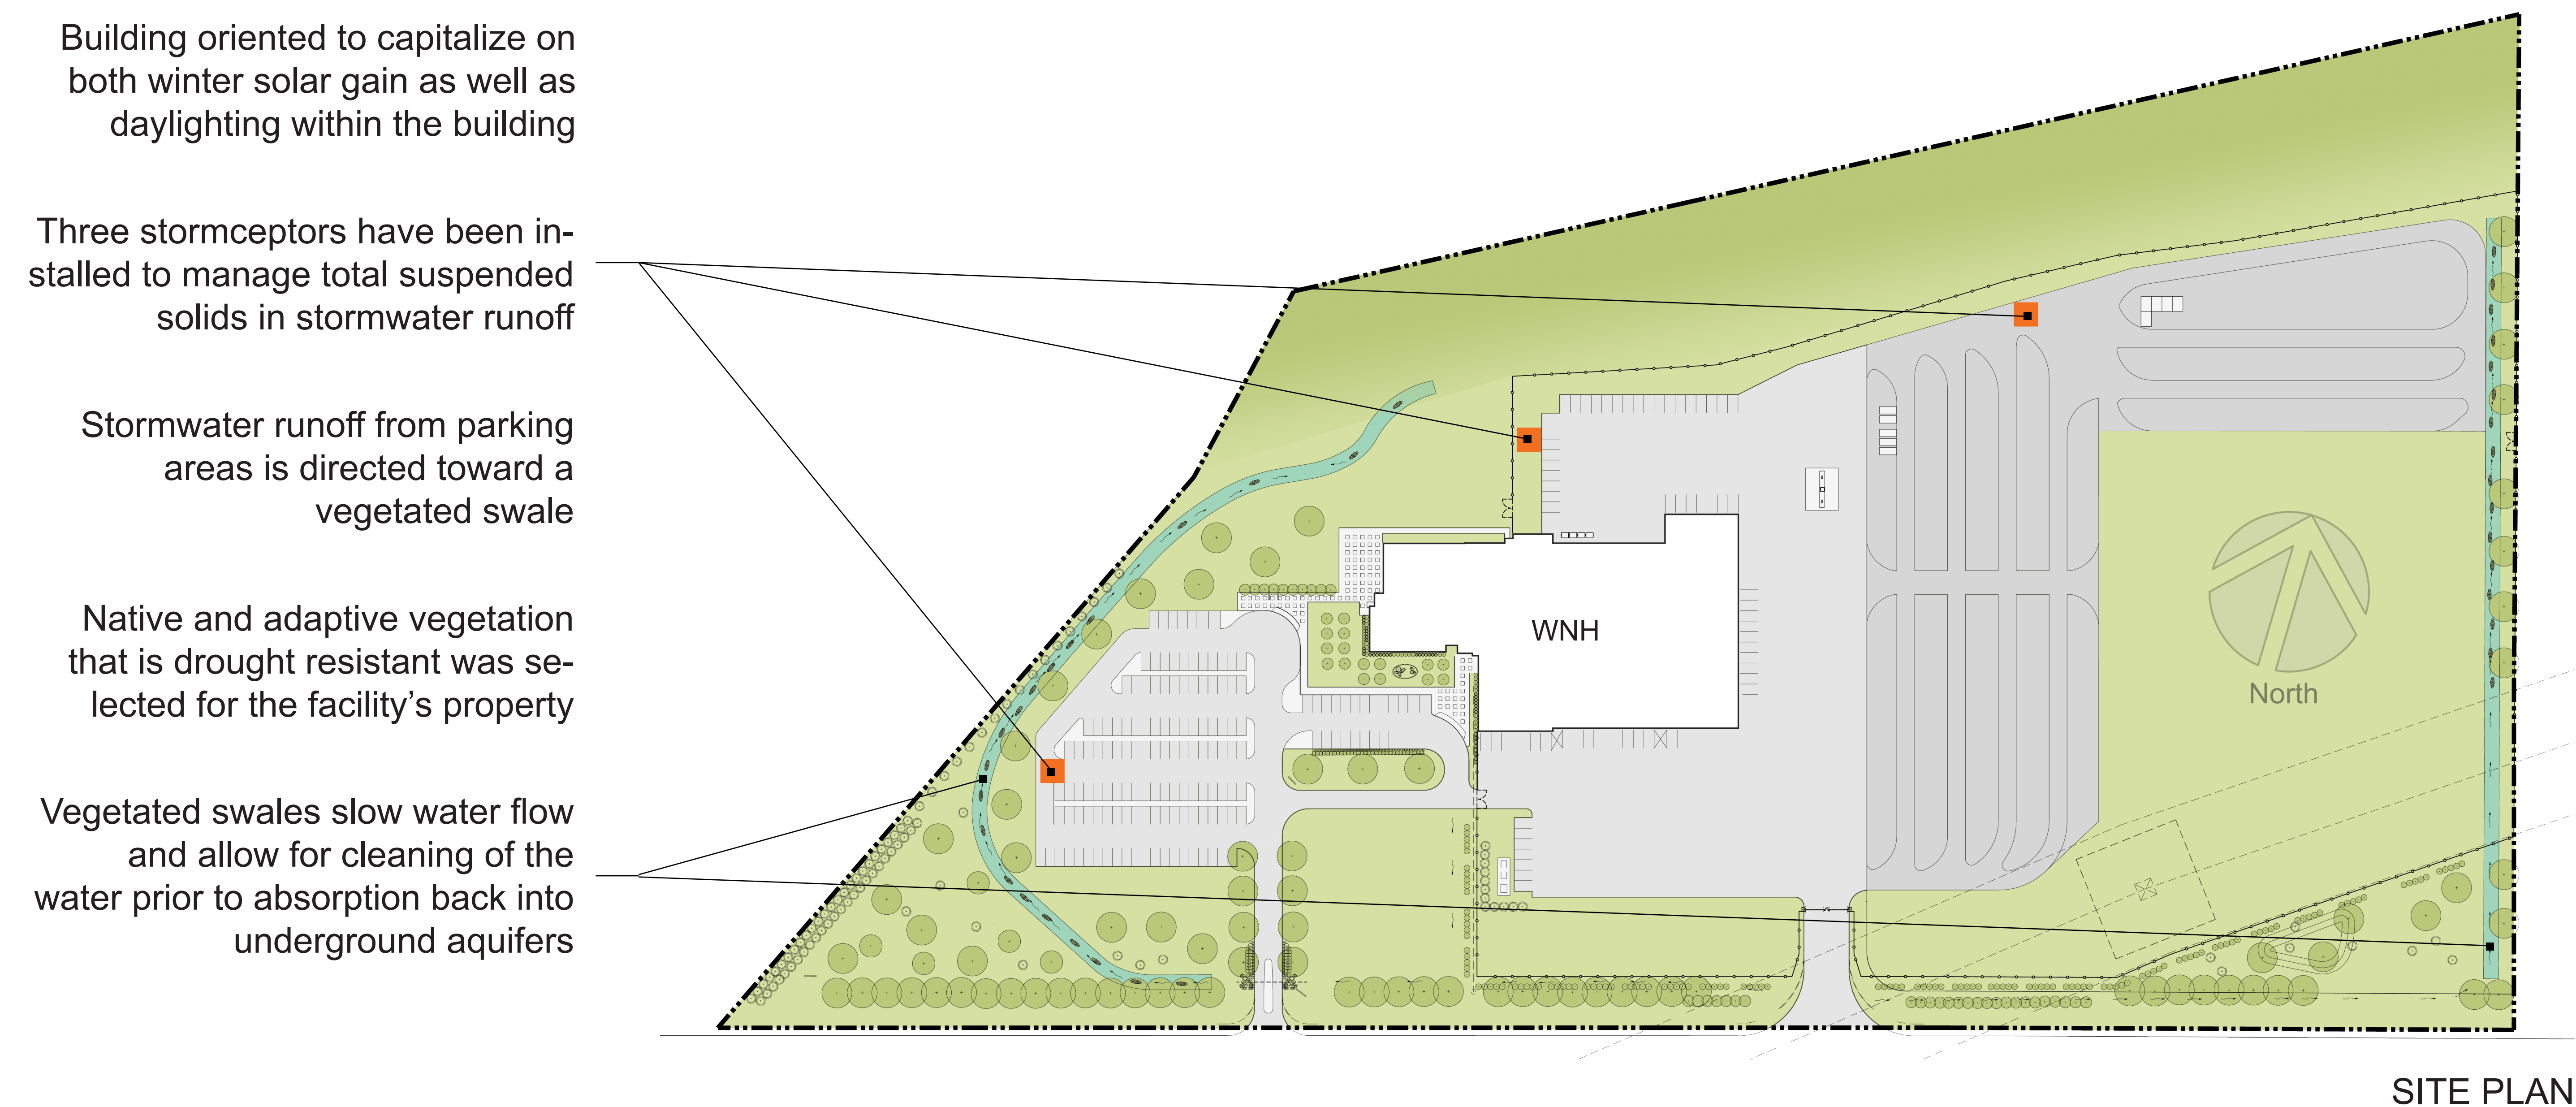 Building oriented to capitalize on
both winter solar gain as well as
daylighting within the building
Three stormceptors have been in-
stalled to manage total suspended
solids in stormwater runoff
Stormwater runoff from parking
areas is directed toward a
vegetated swale
Native and adaptive vegetation
that is drought resistant was se-
lected for the facility’s property
Vegetated swales slow water flow
and allow for cleaning of the
water prior to absorption back into
underground aquifers
WNH
North
SITE PLAN